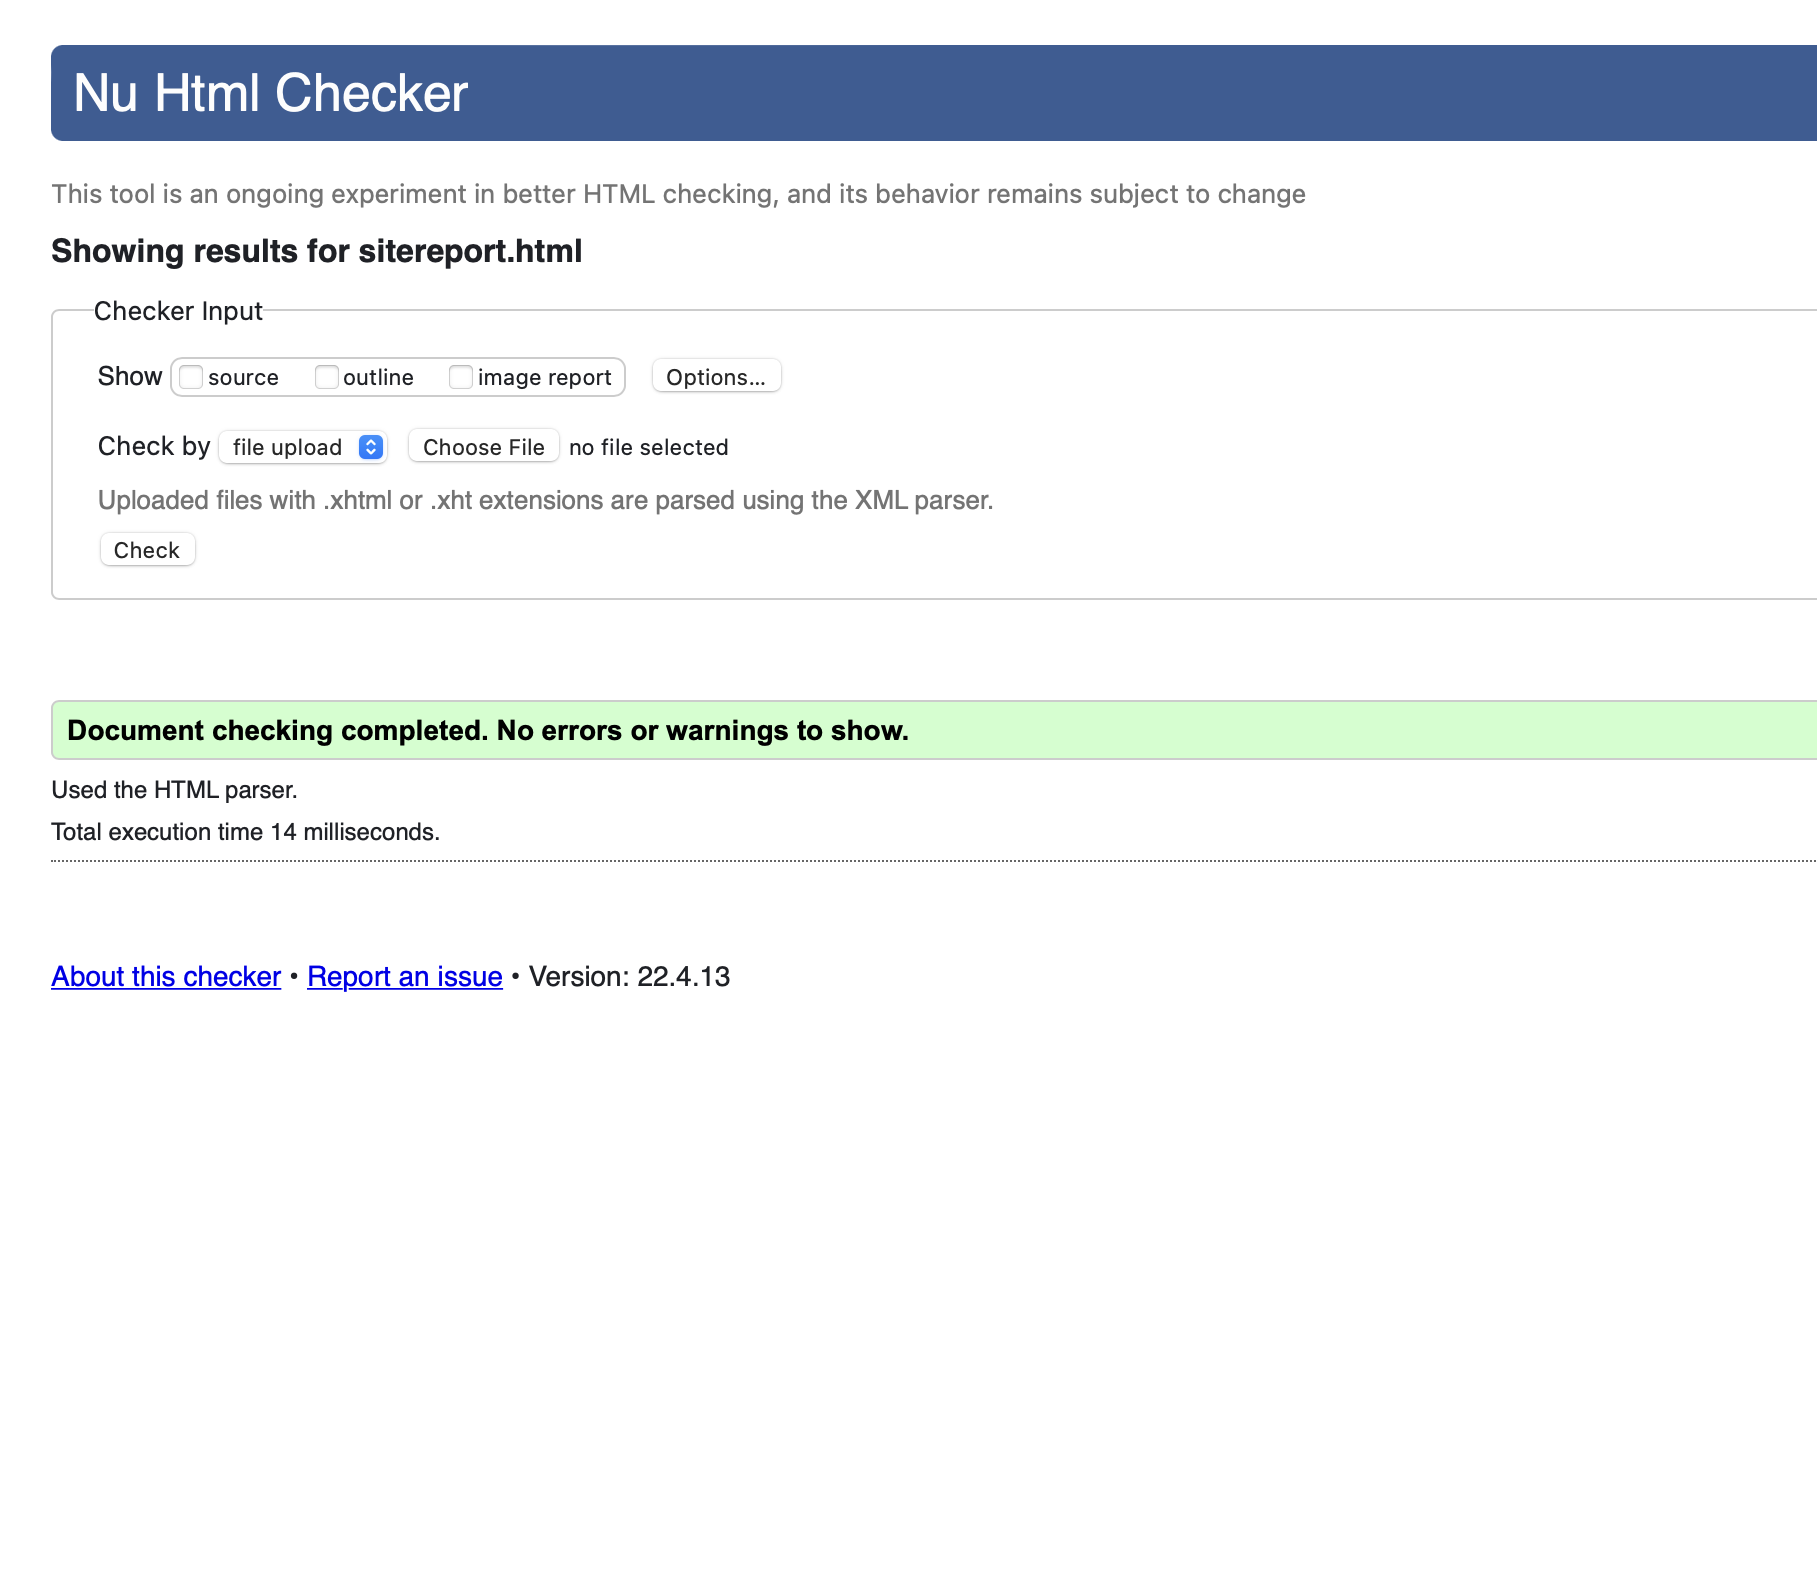 Nu Html Checker
This tool is an ongoing experiment in better HTML checking, and its behavior remains subject to change
Showing results for sitereport.html
Checker Input
Show source outline image report Options...
Check by file upload Choose File no file selected
Uploaded files with .xhtml or .xht extensions are parsed using the XML parser.
Check
Document checking completed. No errors or warnings to show.
Used the HTML parser.
Total execution time 14 milliseconds.
About this checker • Report an issue • Version: 22.4.13